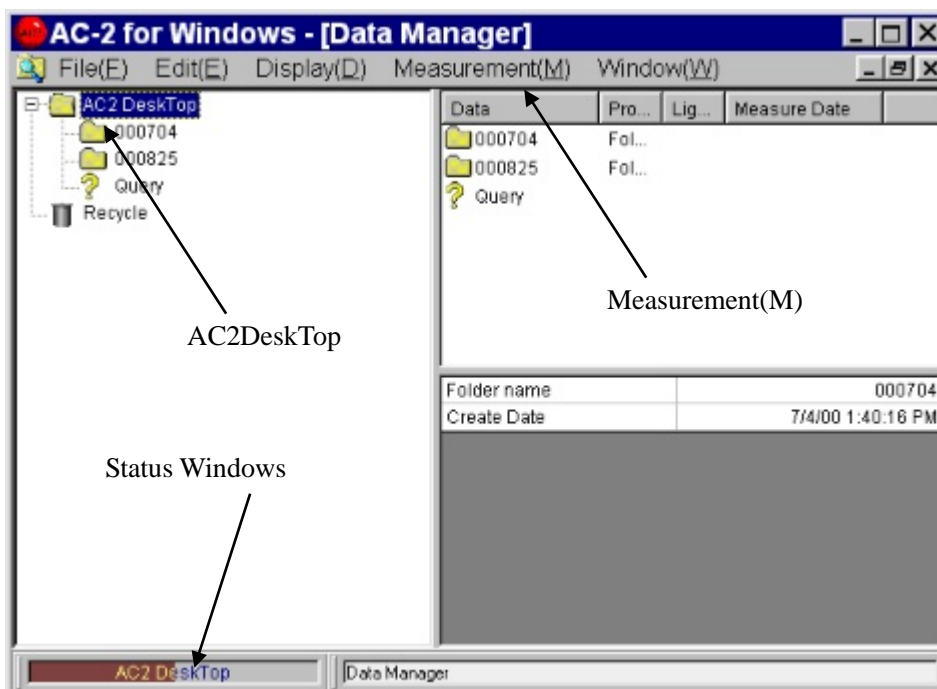 AC-2 for Windows - [Data Manager]
File(F) Edit(E) Display(D) Measurement(M) Window(W)
AC2 DeskTop
000704
000825
Query
Recycle
Data Pro... Lig... Measure Date
000704 Fol...
000825 Fol...
Query
Measurement(M)
AC2DeskTop
Folder name 000704
Create Date 7/4/00 1:40:16 PM
Status Windows
AC2 DeskTop
Data Manager